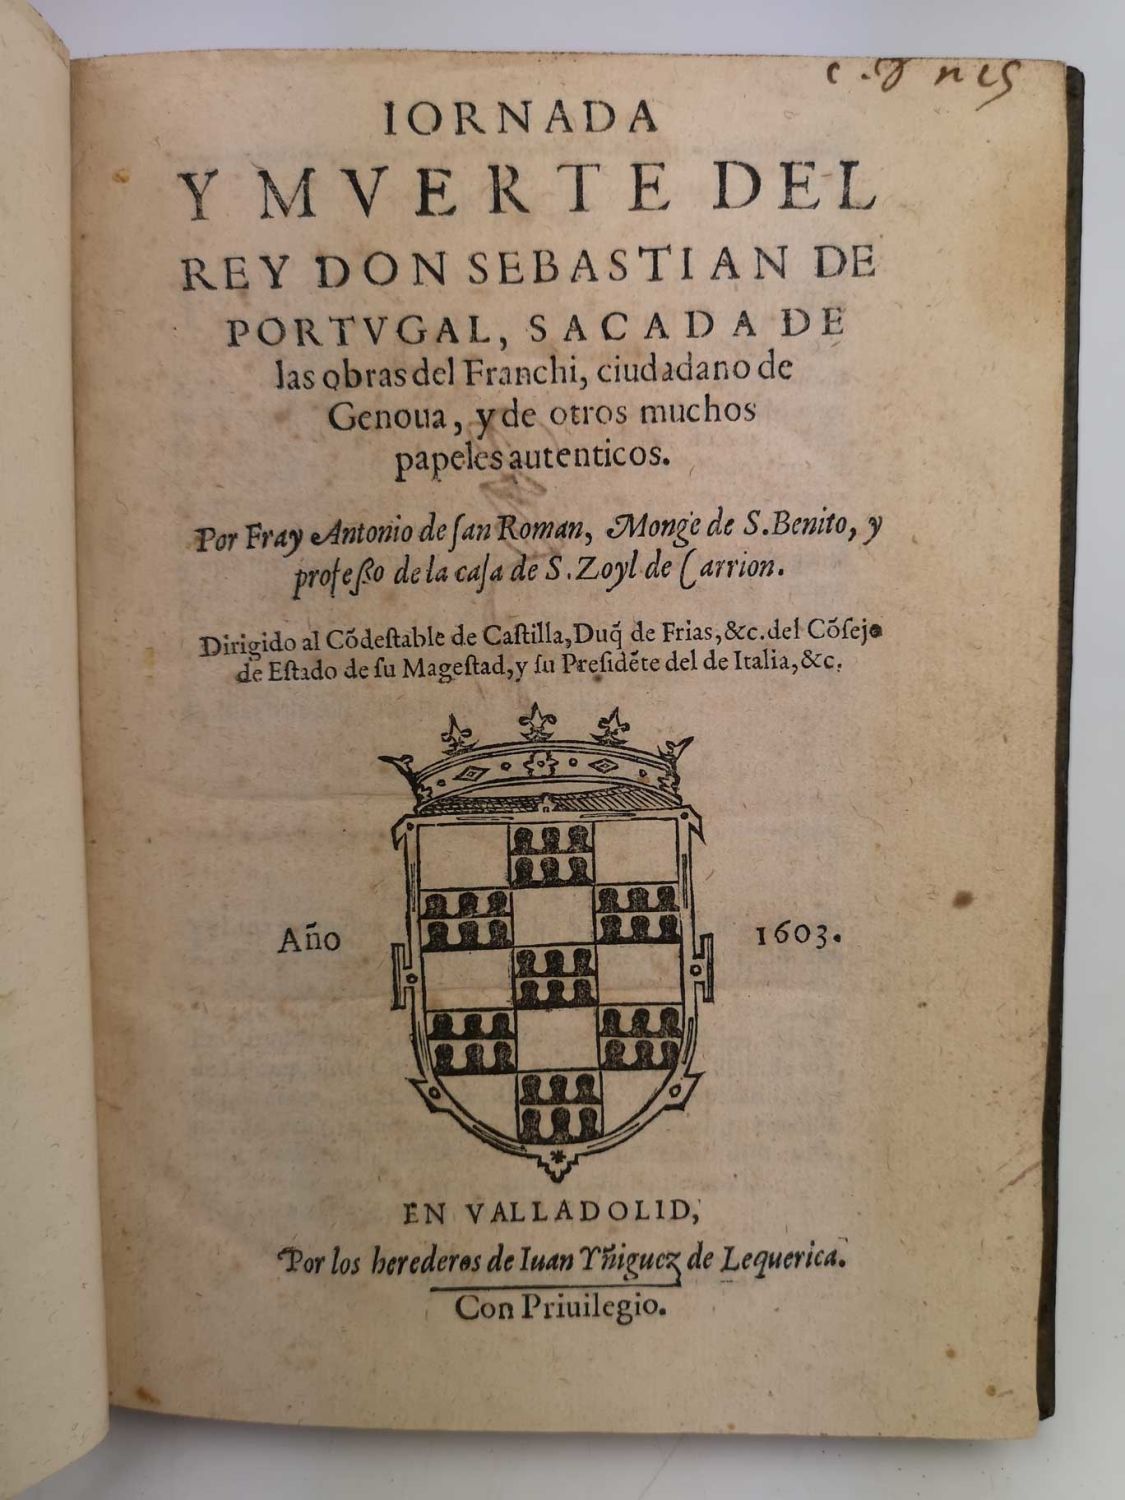 IORNADA
Y MVERTE DEL
REY DON SEBASTIAN DE
PORTVGAL, SACADA DE
las obras del Franchi, ciudadano de
Genoua, y de otros muchos
papeles autenticos.
Por Fray Antonio de ſan Roman, Monge de S. Benito, y
profeßo de la caſa de S. Zoyl de Carrion.
Dirigido al Cõdeſtable de Caſtilla, Duq̃ de Frias, &c. del Cõſejo
de Eſtado de ſu Mageſtad, y ſu Preſidẽte del de Italia, &c.
Año 1603.
EN VALLADOLID,
Por los herederos de Iuan Yñiguez de Lequerica.
Con Priuilegio.